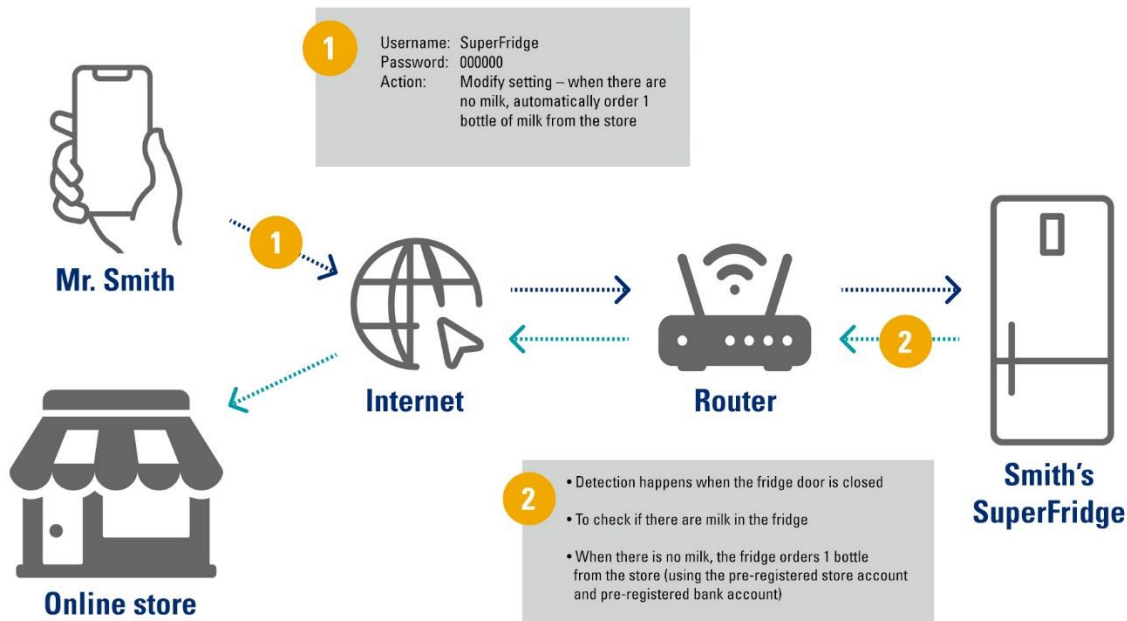 1
Username: SuperFridge
Password: 000000
Action: Modify setting – when there are
no milk, automatically order 1
bottle of milk from the store
1
Mr. Smith
2
Internet
Router
Smith's
SuperFridge
2
• Detection happens when the fridge door is closed
• To check if there are milk in the fridge
• When there is no milk, the fridge orders 1 bottle
from the store (using the pre-registered store account
and pre-registered bank account)
Online store